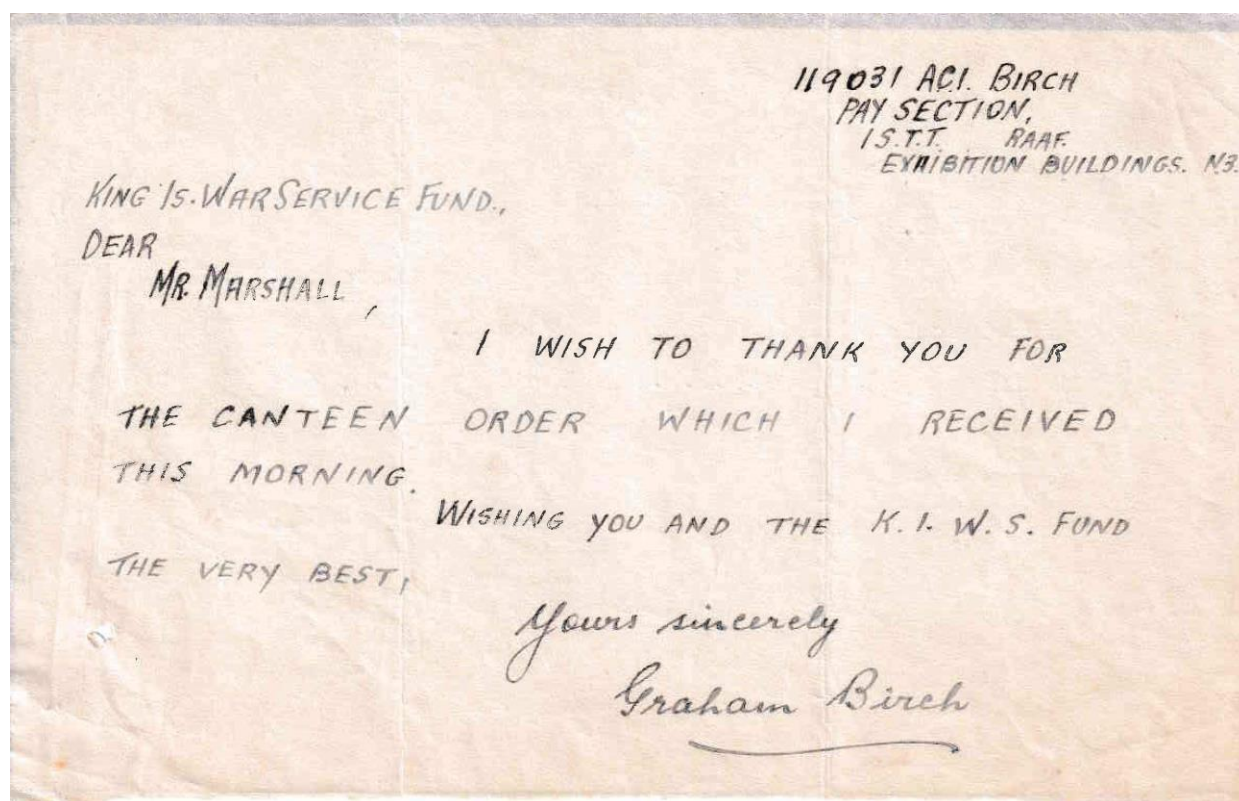 119031 AC1. BIRCH
PAY SECTION,
1 S.T.T. RAAF.
EXHIBITION BUILDINGS. N3.
KING IS. WAR SERVICE FUND.,
DEAR
MR. MARSHALL,
I WISH TO THANK YOU FOR
THE CANTEEN ORDER WHICH I RECEIVED
THIS MORNING.
WISHING YOU AND THE K. I. W. S. FUND
THE VERY BEST,
Yours sincerely
Graham Birch